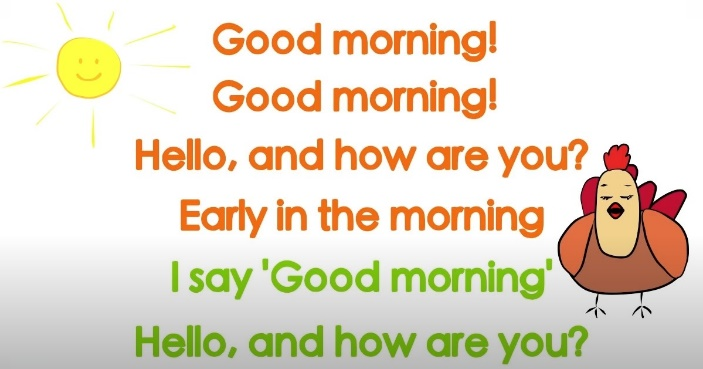 Good morning!
Good morning!
Hello, and how are you?
Early in the morning
I say 'Good morning'
Hello, and how are you?